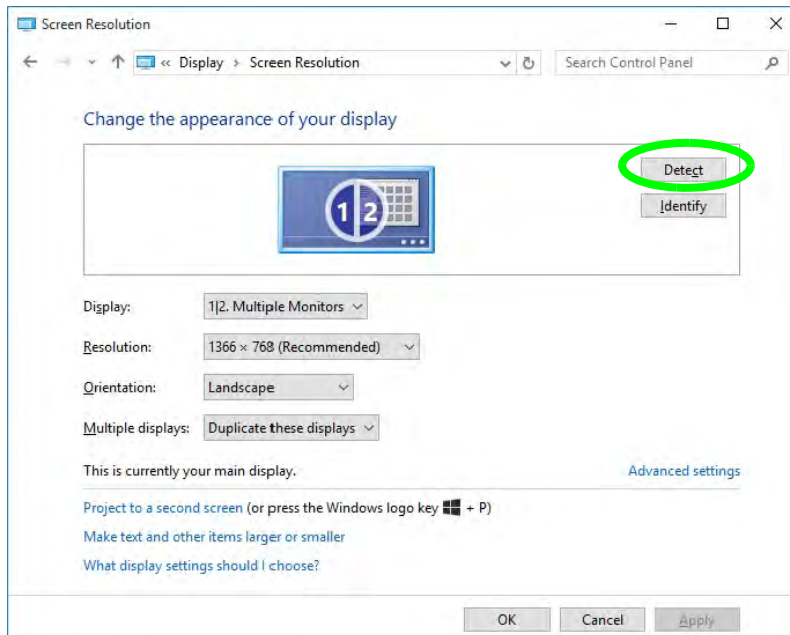 Screen Resolution
« Display > Screen Resolution
Search Control Panel
Change the appearance of your display
1 2
Detect
Identify
Display: 1|2. Multiple Monitors
Resolution: 1366 × 768 (Recommended)
Orientation: Landscape
Multiple displays: Duplicate these displays
This is currently your main display.
Advanced settings
Project to a second screen (or press the Windows logo key + P)
Make text and other items larger or smaller
What display settings should I choose?
OK Cancel Apply